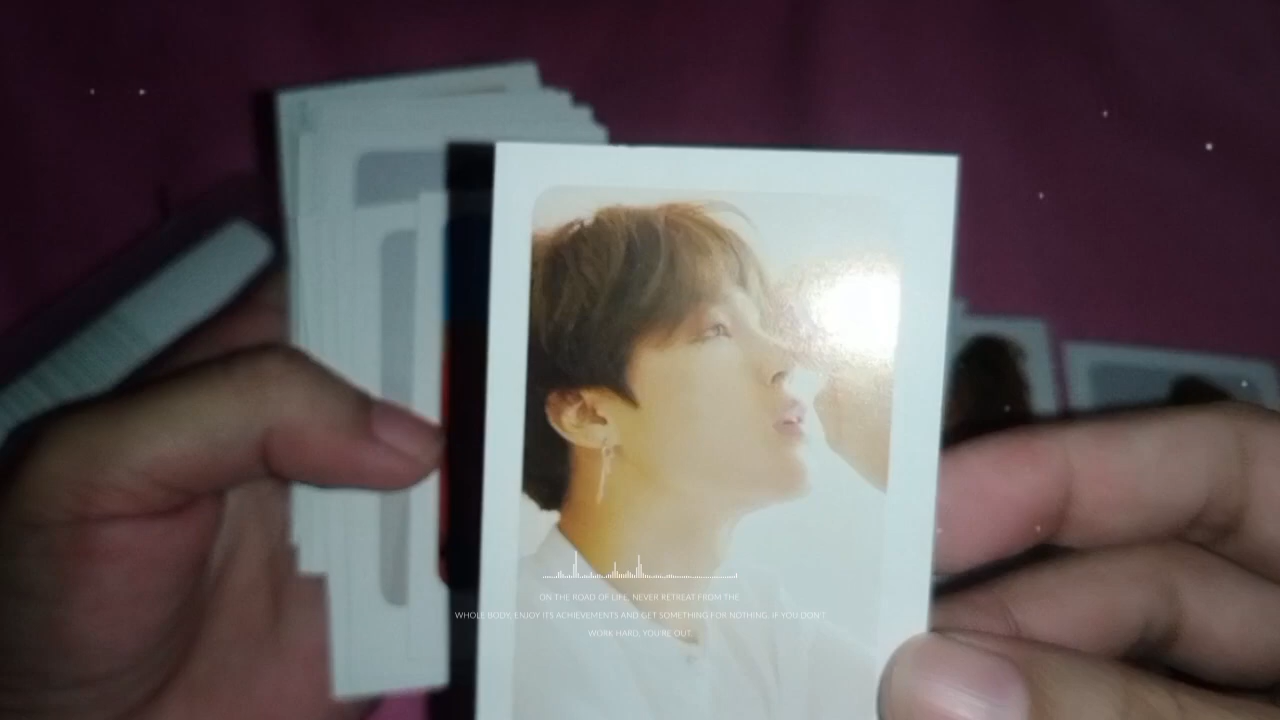 ON THE ROAD OF LIFE, NEVER RETREAT FROM THE
WHOLE BODY, ENJOY ITS ACHIEVEMENTS AND GET SOMETHING FOR NOTHING. IF YOU DON'T
WORK HARD, YOU'RE OUT.